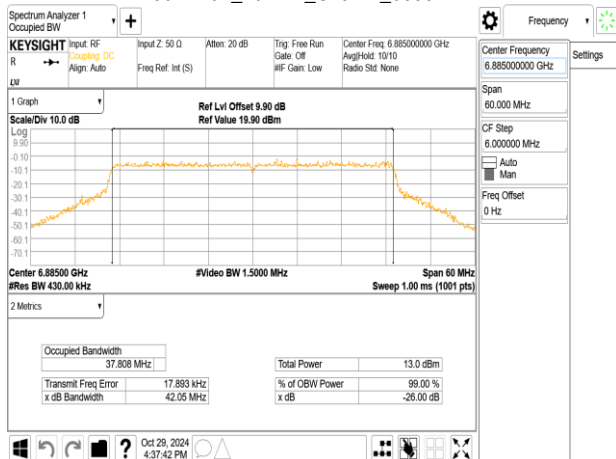 Spectrum Analyzer 1
Occupied BW
Frequency
KEYSIGHT
Input: RF
Input Z: 50 Ω
Atten: 20 dB
Trig: Free Run
Center Freq: 6.885000000 GHz
R
Coupling: DC
Gate: Off
Avg|Hold: 10/10
Align: Auto
Freq Ref: Int (S)
#IF Gain: Low
Radio Std: None
LXI
Center Frequency
6.885000000 GHz
Settings
Span
60.000 MHz
CF Step
6.000000 MHz
Auto
Man
Freq Offset
0 Hz
1 Graph
Scale/Div 10.0 dB
Ref Lvl Offset 9.90 dB
Ref Value 19.90 dBm
Log
9.90
-0.10
-10.1
-20.1
-30.1
-40.1
-50.1
-60.1
-70.1
Center 6.88500 GHz
#Video BW 1.5000 MHz
Span 60 MHz
#Res BW 430.00 kHz
Sweep 1.00 ms (1001 pts)
2 Metrics
Occupied Bandwidth
37.808 MHz
Total Power
13.0 dBm
Transmit Freq Error
17.893 kHz
% of OBW Power
99.00 %
x dB Bandwidth
42.05 MHz
x dB
-26.00 dB
?
Oct 29, 2024
4:37:42 PM